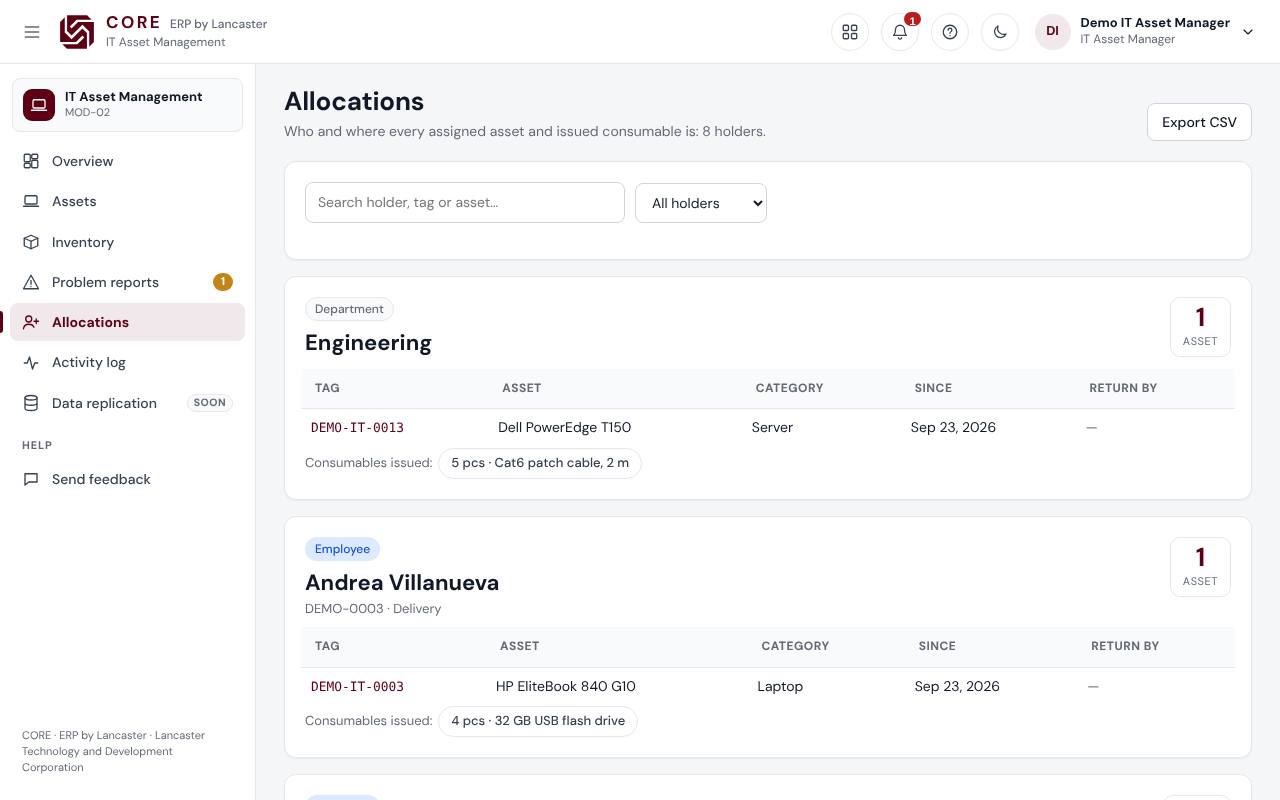 CORE ERP by Lancaster
IT Asset Management
1
DI
Demo IT Asset Manager
IT Asset Manager
IT Asset Management
MOD-02
Overview
Assets
Inventory
Problem reports 1
Allocations
Activity log
Data replication SOON
HELP
Send feedback
CORE · ERP by Lancaster · Lancaster
Technology and Development
Corporation
Allocations
Who and where every assigned asset and issued consumable is: 8 holders.
Export CSV
Search holder, tag or asset…
All holders
Department
Engineering
1
ASSET
TAG ASSET CATEGORY SINCE RETURN BY
DEMO-IT-0013 Dell PowerEdge T150 Server Sep 23, 2026 —
Consumables issued: 5 pcs · Cat6 patch cable, 2 m
Employee
Andrea Villanueva
DEMO-0003 · Delivery
1
ASSET
TAG ASSET CATEGORY SINCE RETURN BY
DEMO-IT-0003 HP EliteBook 840 G10 Laptop Sep 23, 2026 —
Consumables issued: 4 pcs · 32 GB USB flash drive